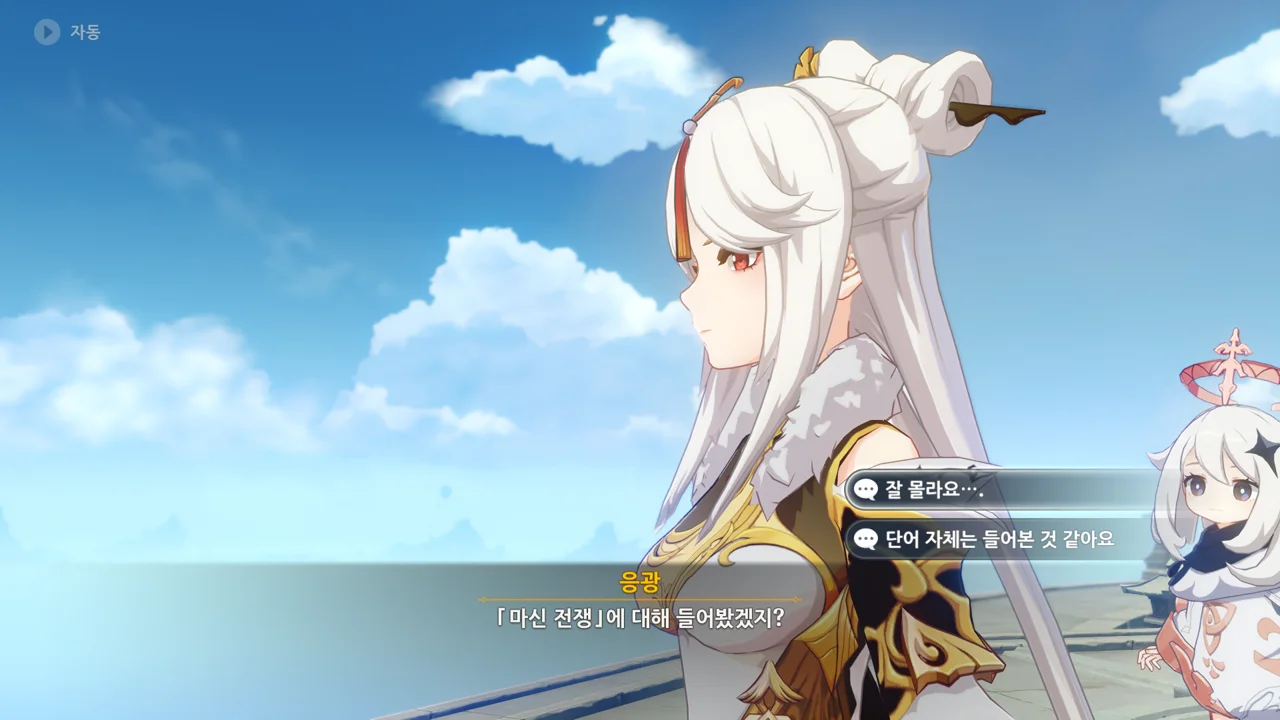 자동
잘 몰라요….
단어 자체는 들어본 것 같아요
응광
「마신 전쟁」에 대해 들어봤겠지?